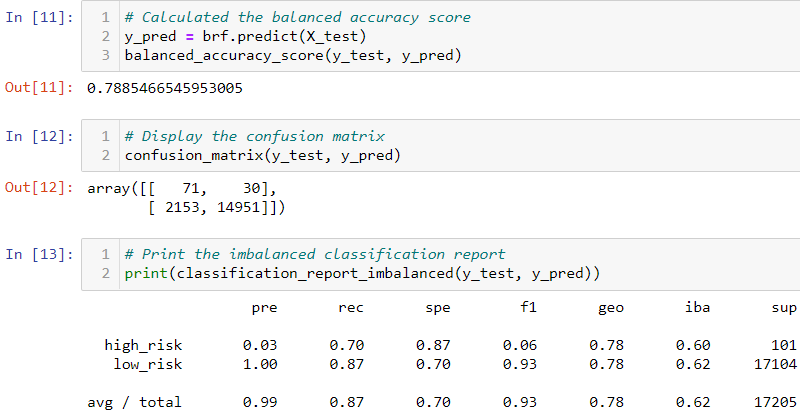 In [11]: 1 # Calculated the balanced accuracy score
2 y_pred = brf.predict(X_test)
3 balanced_accuracy_score(y_test, y_pred)
Out[11]: 0.7885466545953005
In [12]: 1 # Display the confusion matrix
2 confusion_matrix(y_test, y_pred)
Out[12]: array([[   71,    30],
       [ 2153, 14951]])
In [13]: 1 # Print the imbalanced classification report
2 print(classification_report_imbalanced(y_test, y_pred))
pre rec spe f1 geo iba sup
high_risk 0.03 0.70 0.87 0.06 0.78 0.60 101
low_risk 1.00 0.87 0.70 0.93 0.78 0.62 17104
avg / total 0.99 0.87 0.70 0.93 0.78 0.62 17205